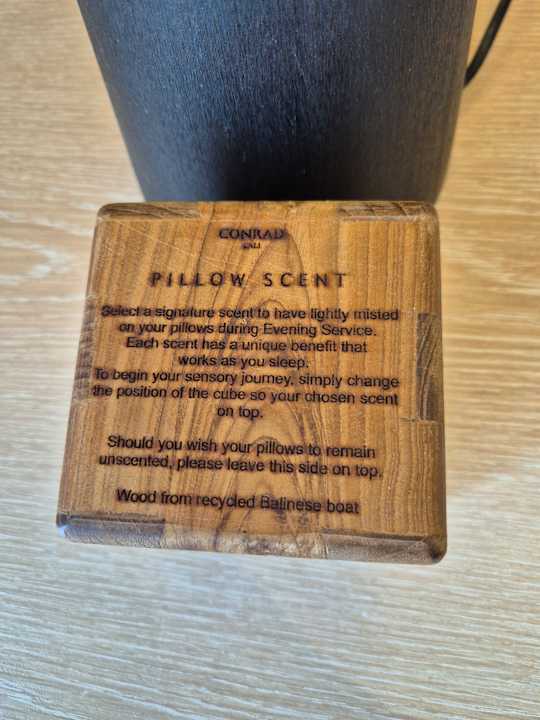 CONRAD
BALI
PILLOW SCENT
Select a signature scent to have lightly misted
on your pillows during Evening Service.
Each scent has a unique benefit that
works as you sleep.
To begin your sensory journey, simply change
the position of the cube so your chosen scent
on top.
Should you wish your pillows to remain
unscented, please leave this side on top.
Wood from recycled Balinese boat